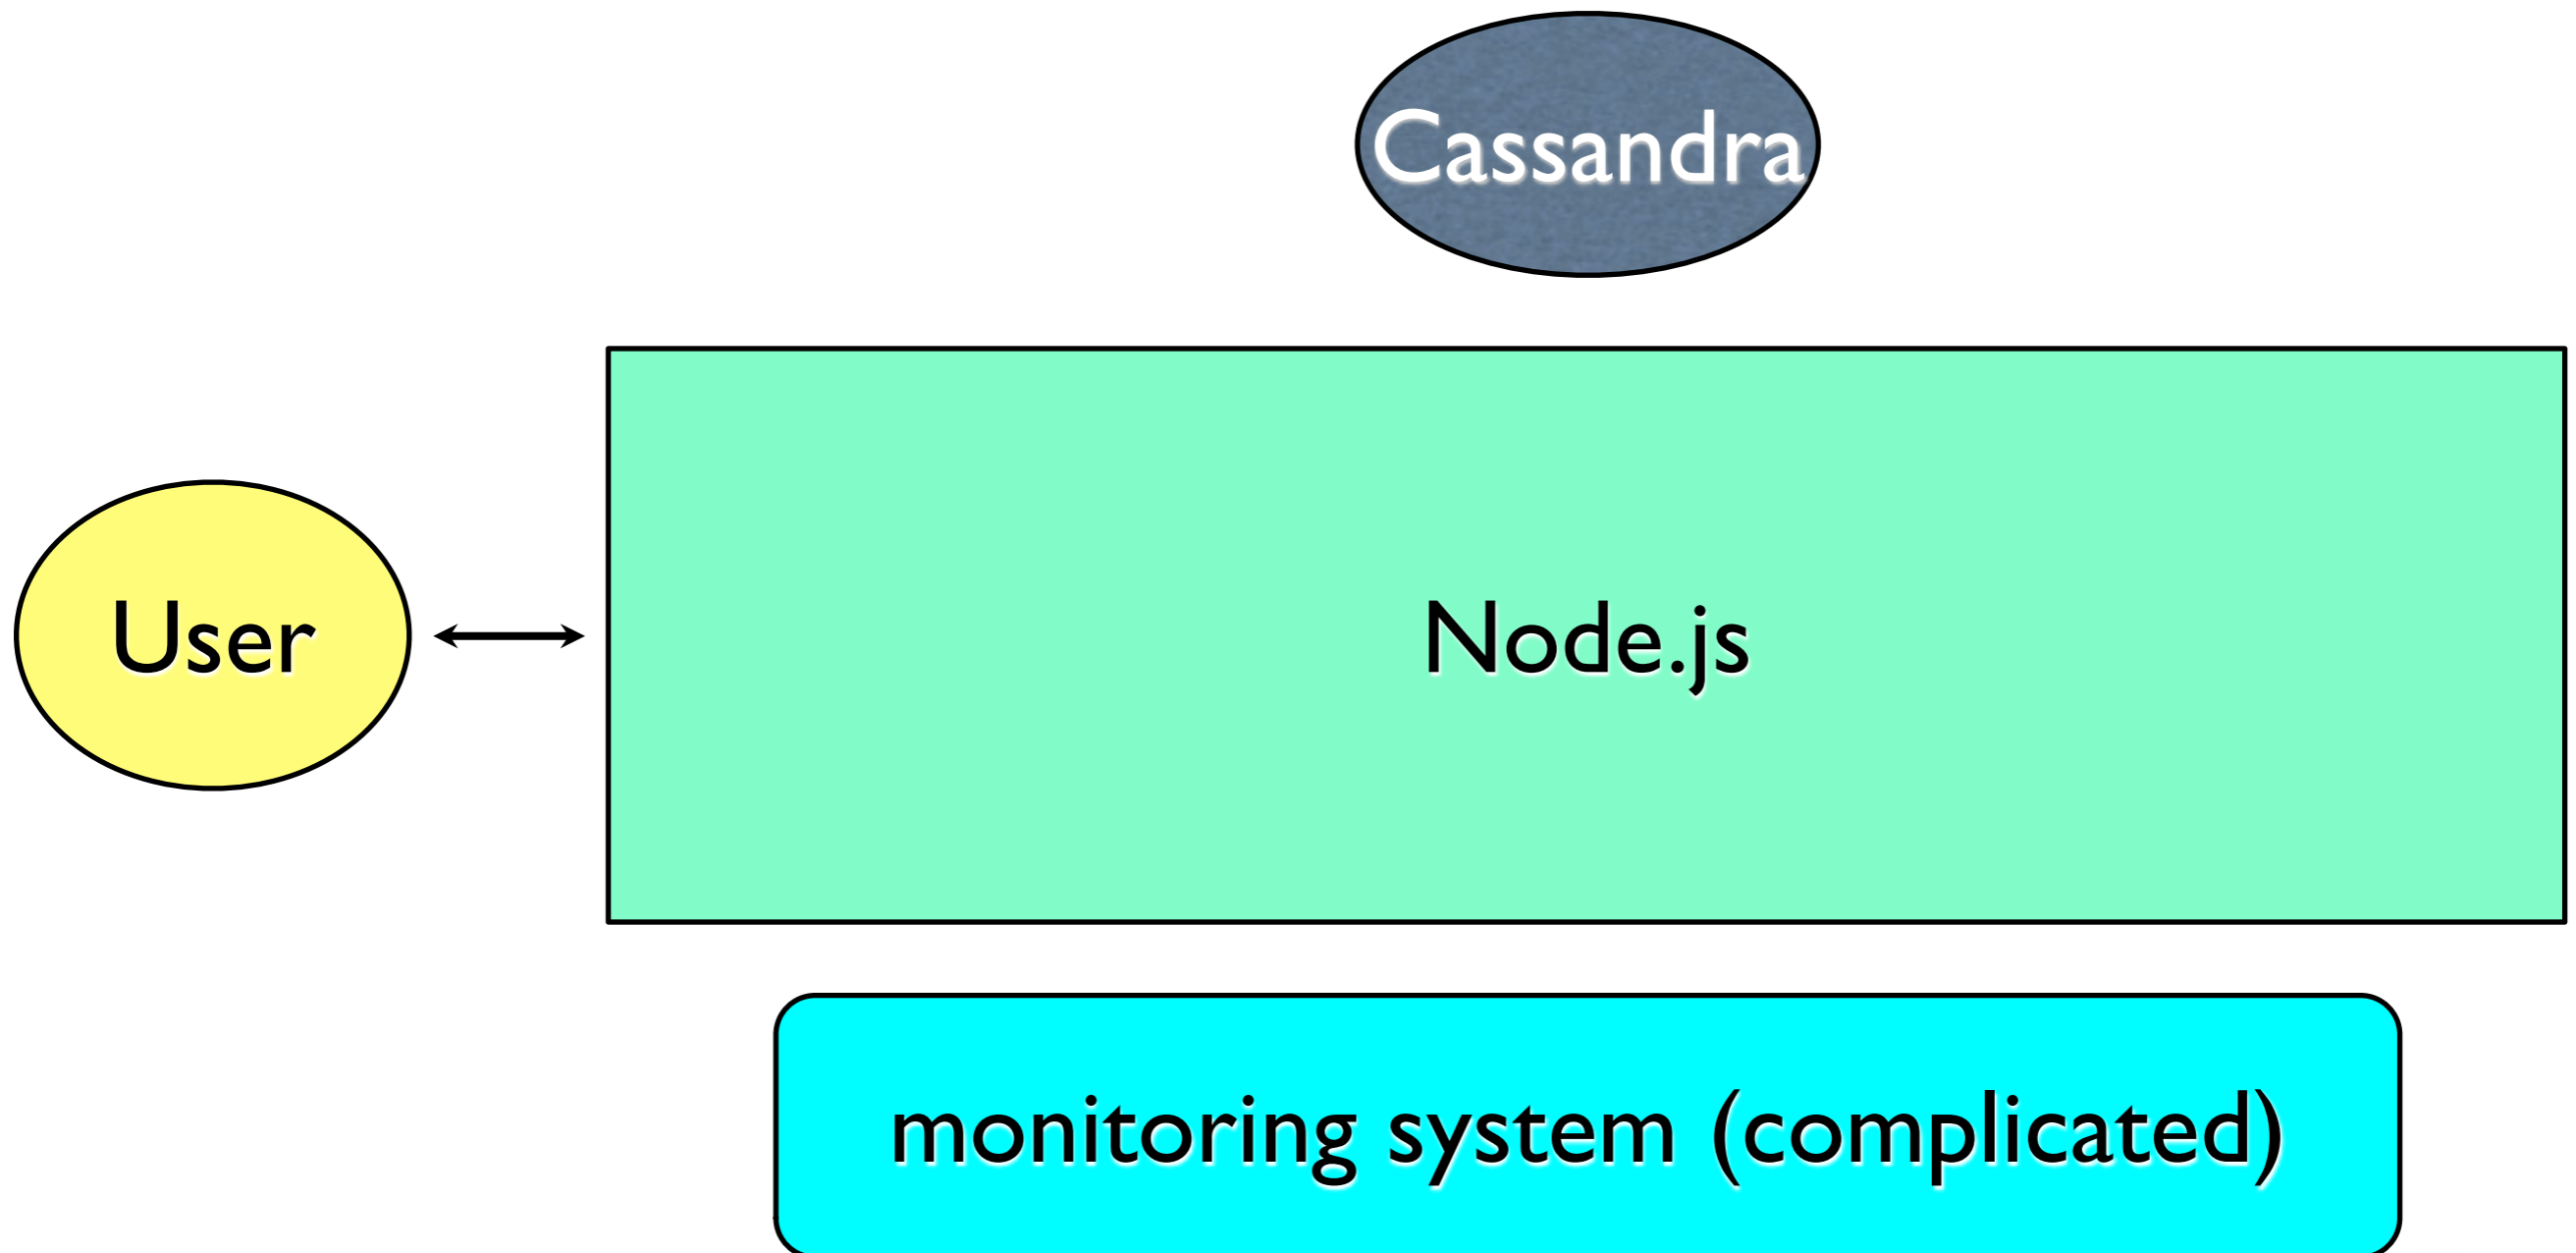 Cassandra
User
Node.js
monitoring system (complicated)